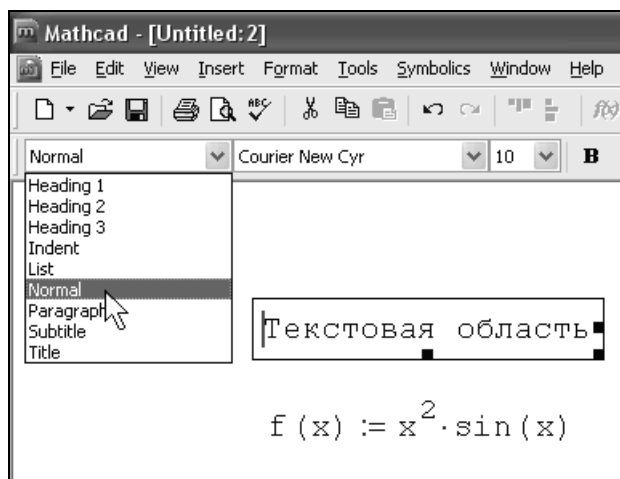 Mathcad - [Untitled:2]
File Edit View Insert Format Tools Symbolics Window Help
ABC f(x)
Normal Courier New Cyr 10 B
Heading 1
Heading 2
Heading 3
Indent
List
Normal
Paragraph
Subtitle
Title
Текстовая область
f(x) := x²·sin(x)